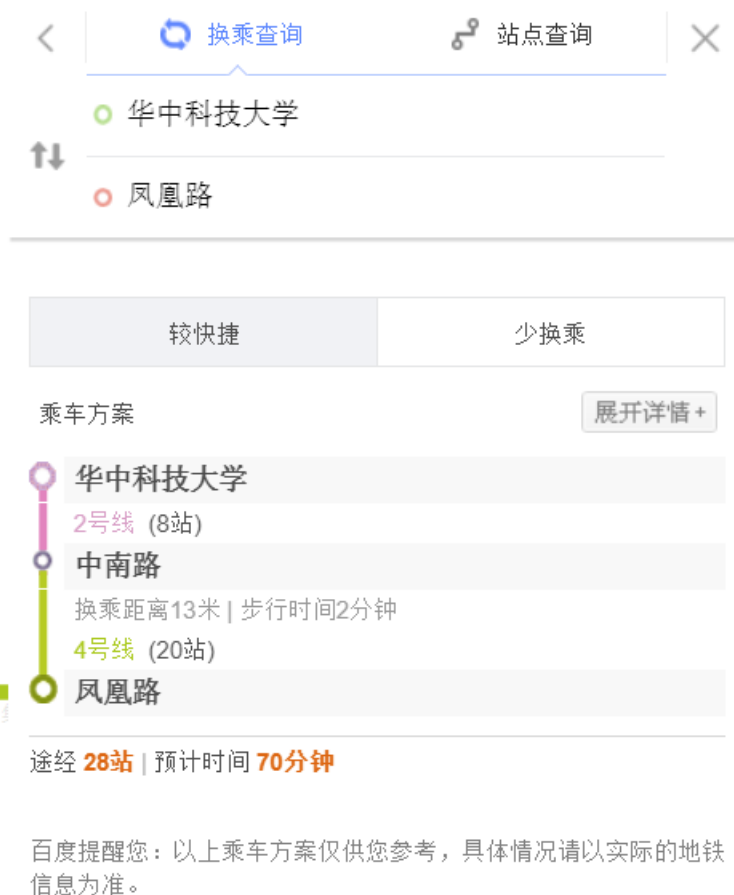 换乘查询 站点查询
华中科技大学
凤凰路
较快捷 少换乘
乘车方案 展开详情+
华中科技大学
2号线 (8站)
中南路
换乘距离13米 | 步行时间2分钟
4号线 (20站)
凤凰路
途经 28站 | 预计时间 70分钟
百度提醒您：以上乘车方案仅供您参考，具体情况请以实际的地铁
信息为准。